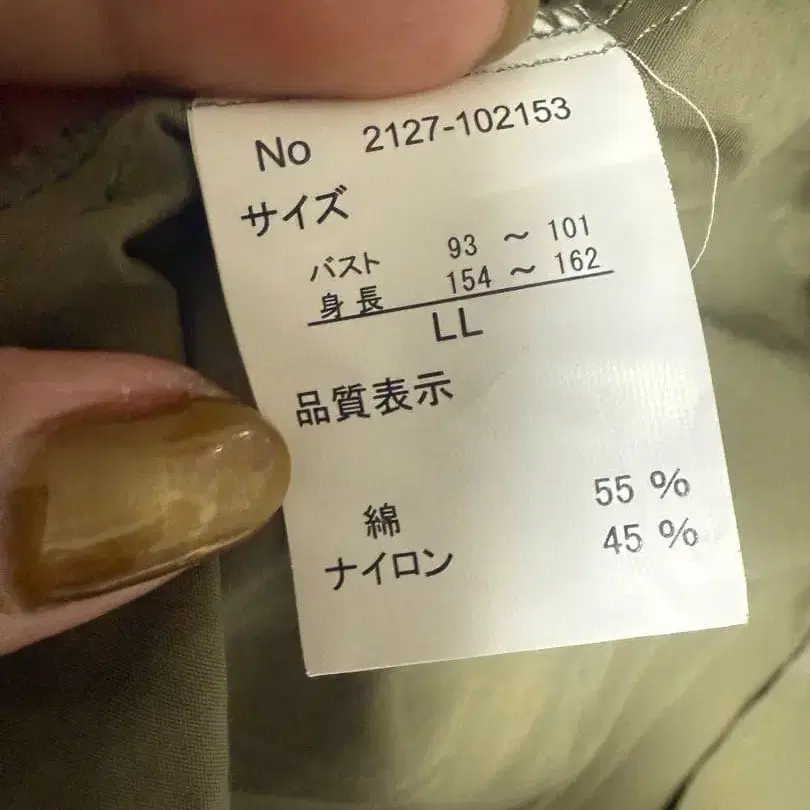 No 2127-102153
サイズ
バスト 93 ～ 101
身長 154 ～ 162
LL
品質表示
綿 55 %
ナイロン 45 %